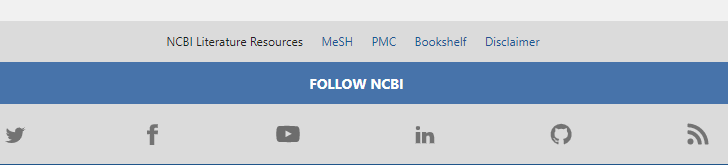 NCBI Literature Resources MeSH PMC Bookshelf Disclaimer
FOLLOW NCBI